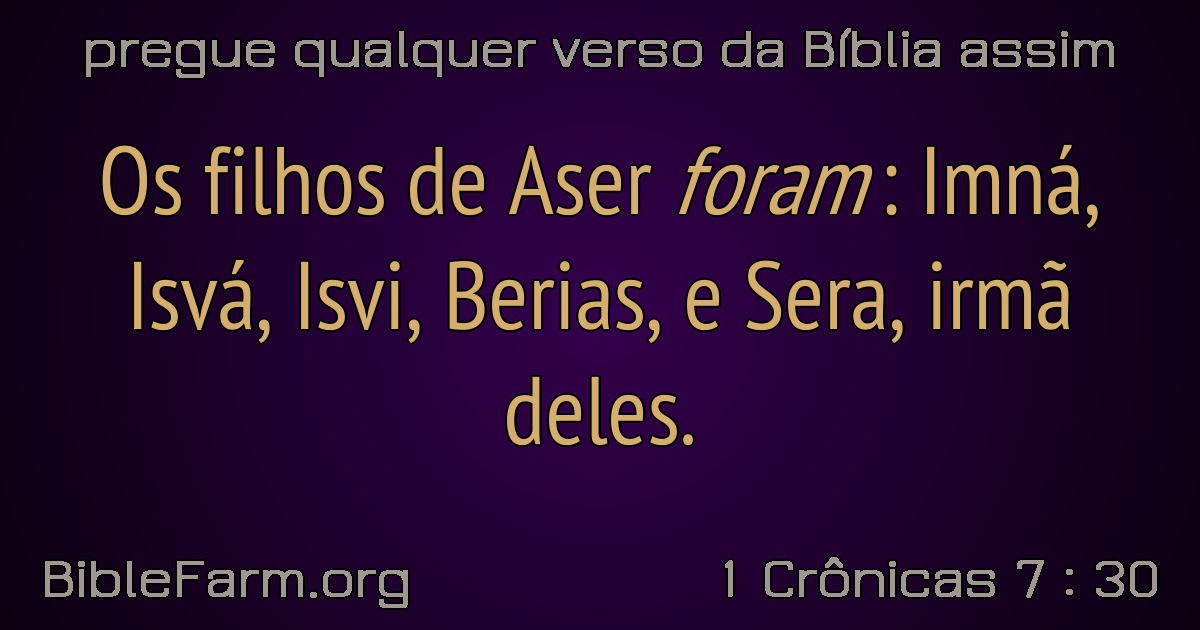 pregue qualquer verso da Bíblia assim
Os filhos de Aser foram: Imná,
Isvá, Isvi, Berias, e Sera, irmã
deles.
BibleFarm.org
1 Crônicas 7 : 30